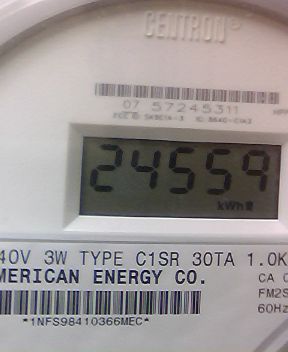 CENTRON®
07 57245311
24559
kWh
40V 3W TYPE C1SR 30TA 1.0K
MERICAN ENERGY CO.
CA
FM2S
60Hz
*1NFS98410366MEC*